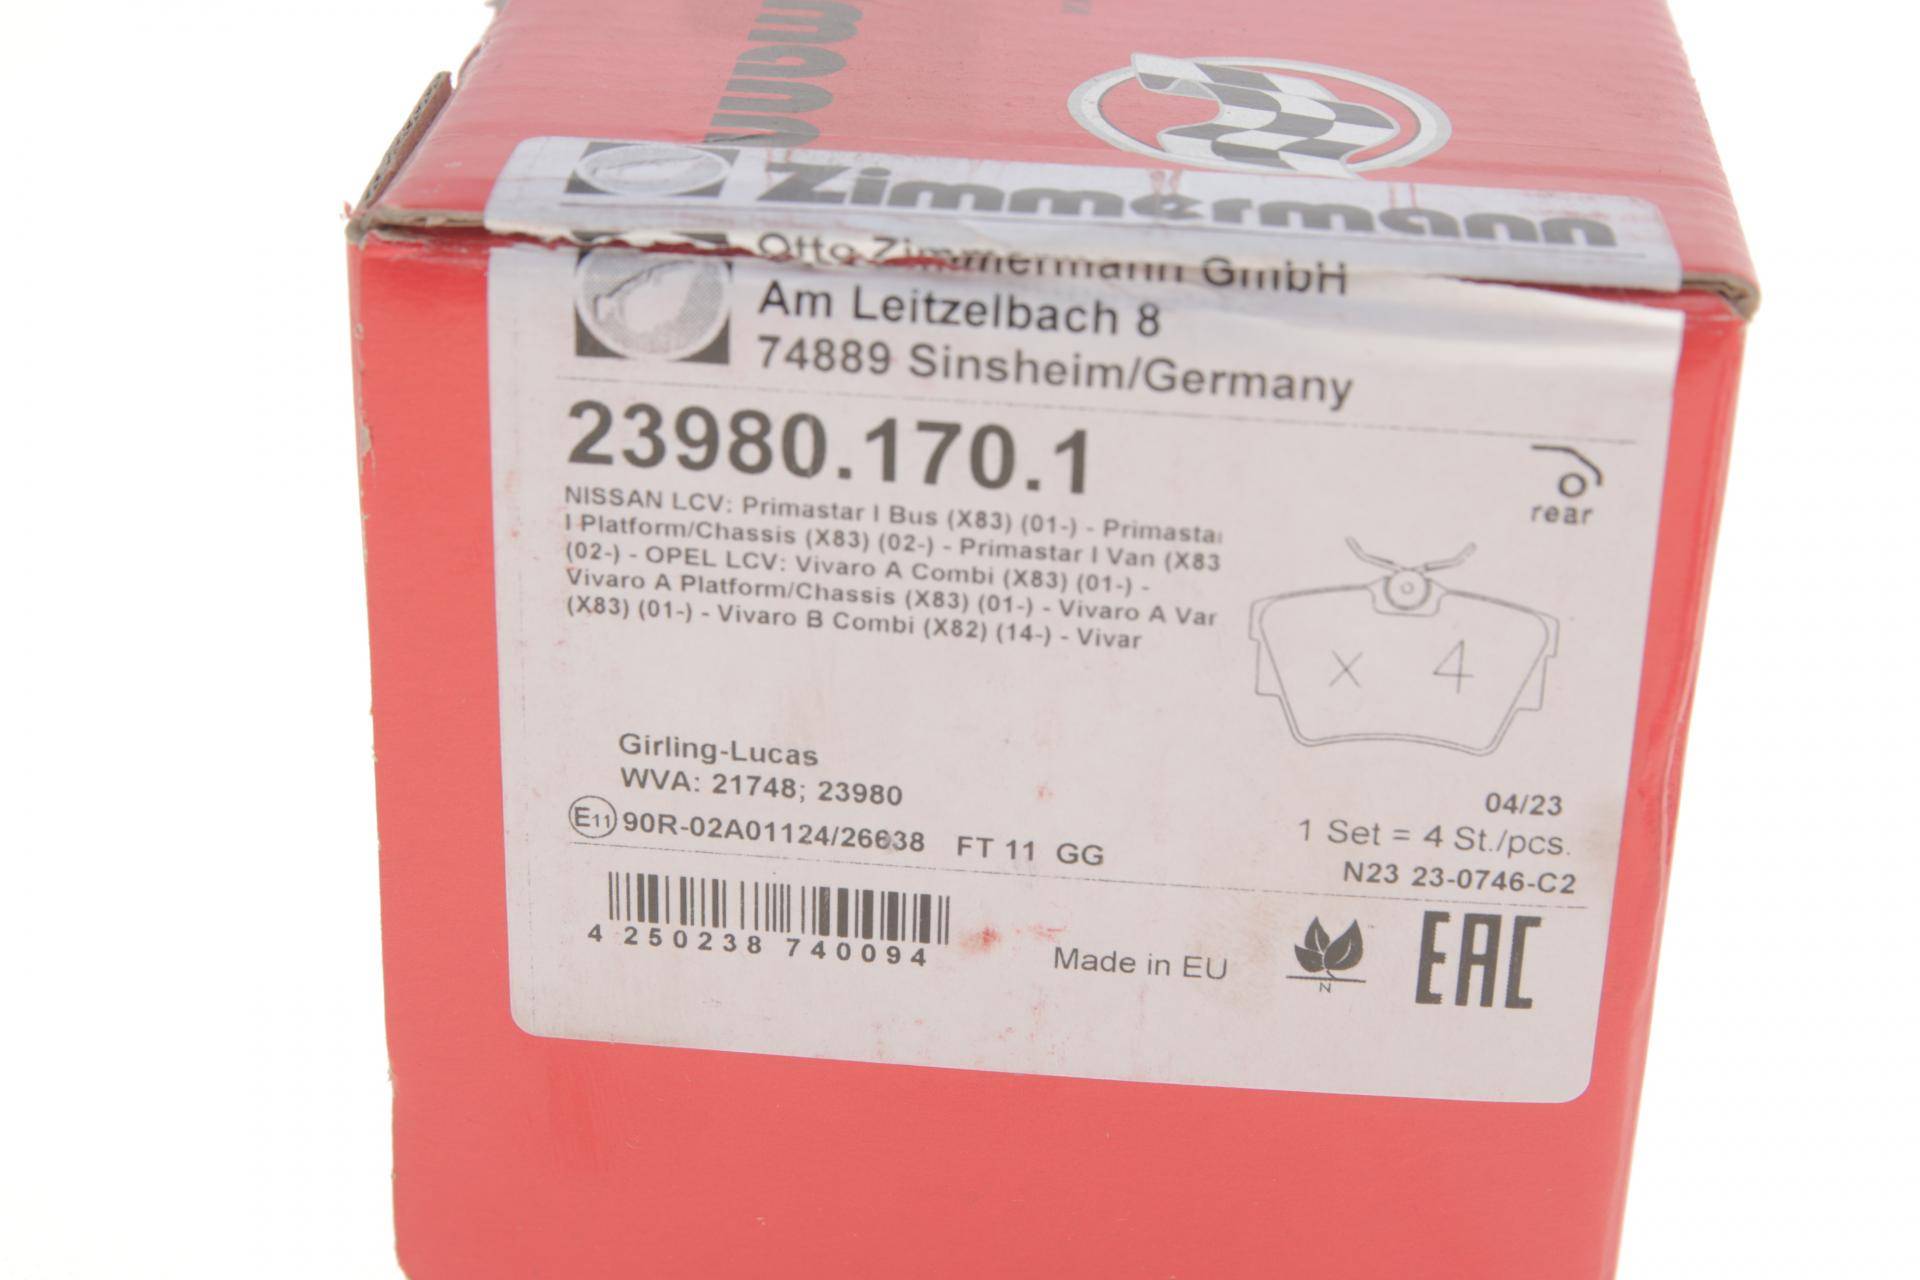 Zimmermann
Otto Zimmermann GmbH
Am Leitzelbach 8
74889 Sinsheim/Germany
23980.170.1
rear
NISSAN LCV: Primastar I Bus (X83) (01-) - Primastar
I Platform/Chassis (X83) (02-) - Primastar I Van (X83
(02-) - OPEL LCV: Vivaro A Combi (X83) (01-) -
Vivaro A Platform/Chassis (X83) (01-) - Vivaro A Van
(X83) (01-) - Vivaro B Combi (X82) (14-) - Vivar
x 4
Girling-Lucas
WVA: 21748; 23980
04/23
E11 90R-02A01124/26638 FT 11 GG
1 Set = 4 St./pcs.
N23 23-0746-C2
4 250238 740094
Made in EU
N
EAC